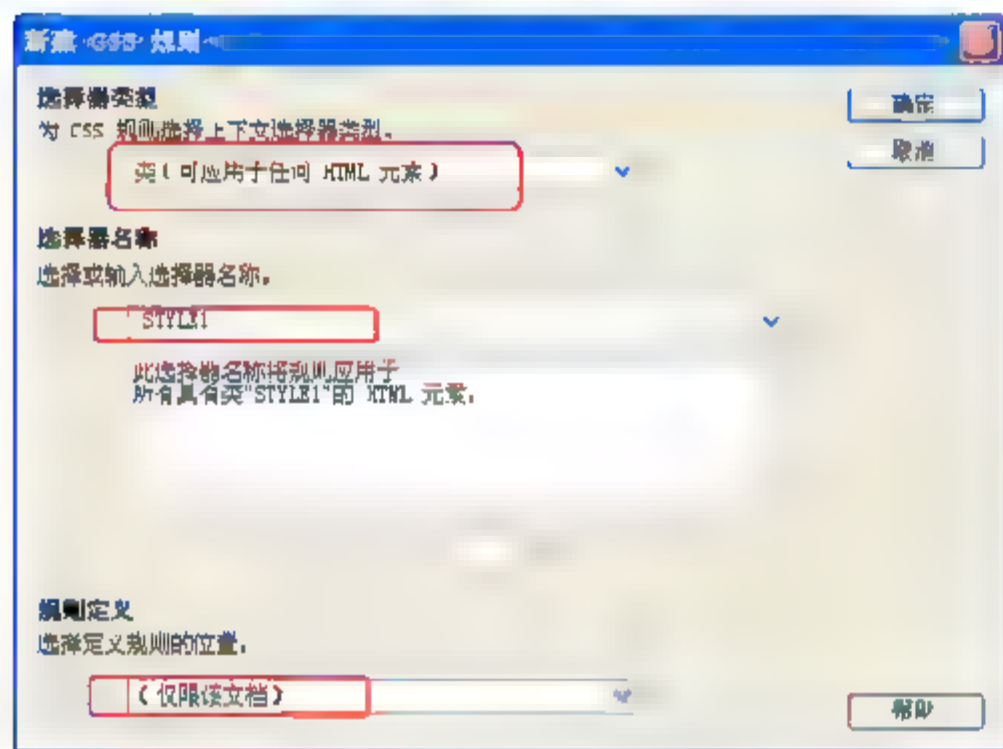 新建 CSS 规则
选择器类型
为 CSS 规则选择上下文选择器类型。
类(可应用于任何 HTML 元素)
确定
取消
选择器名称
选择或输入选择器名称。
STYLE1
此选择器名称将规则应用于
所有具有类“STYLE1”的 HTML 元素。
规则定义
选择定义规则的位置。
(仅限该文档)
帮助